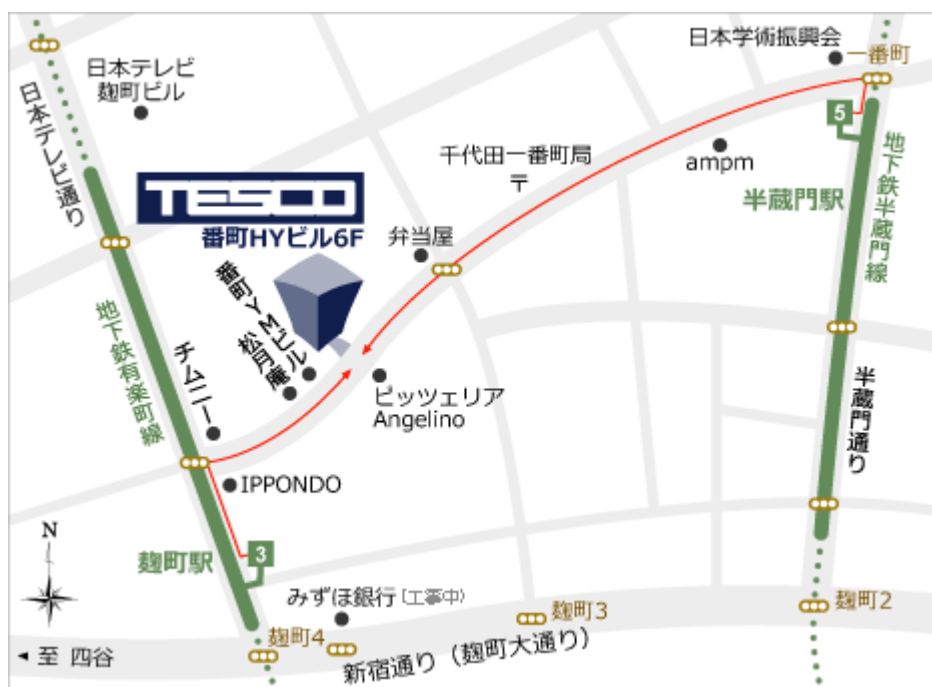 日本学術振興会
一番町
日本テレビ
麹町ビル
日本テレビ通り
5
地下鉄半蔵門線
千代田一番町局
〒
ampm
半蔵門駅
TESCO
番町HYビル6F
弁当屋
番町YMビル
松月庵
地下鉄有楽町線
チムニー
ピッツェリア
Angelino
半蔵門通り
IPPONDO
N
3
麹町駅
みずほ銀行(工事中)
麹町3
麹町2
麹町4
新宿通り(麹町大通り)
◄至 四谷